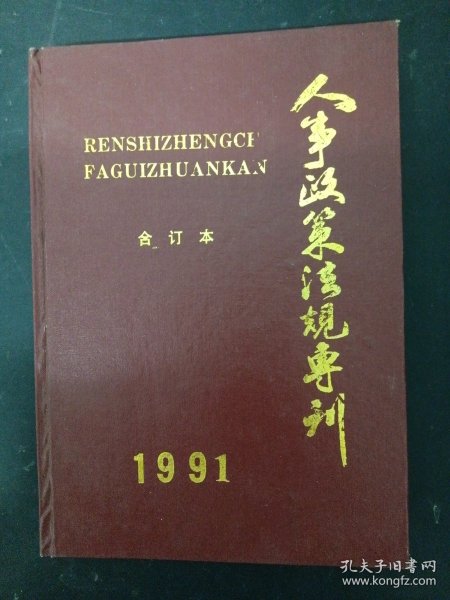 RENSHIZHENGCE
FAGUIZHUANKAN
合订本
人事政策法規專刊
1991
孔夫子旧书网
www.kongfz.com